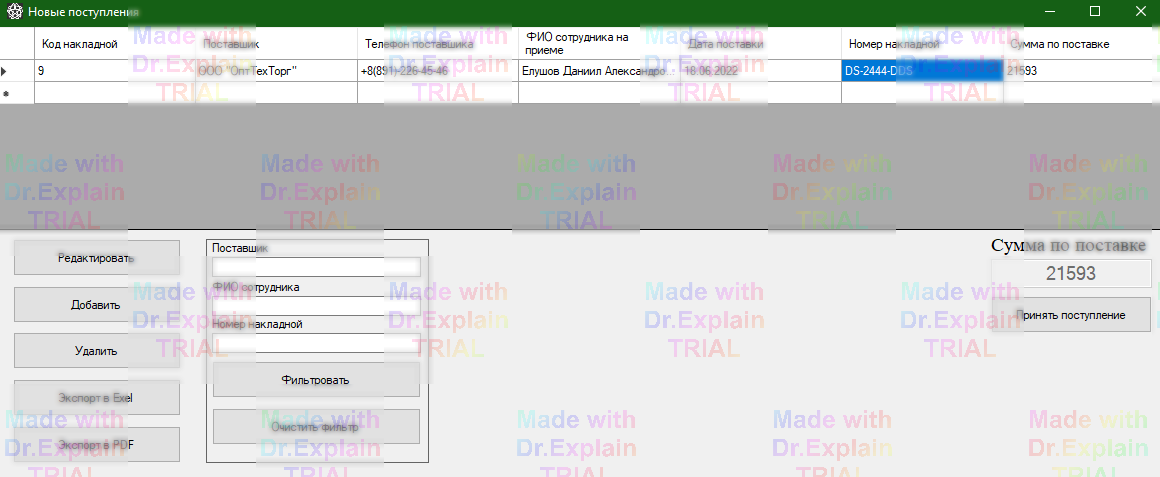 Новые поступления
Код накладной Поставщик Телефон поставщика ФИО сотрудника на приеме Дата поставки Номер накладной Сумма по поставке
9 ООО "ОптТехТорг" +8(891)-226-45-46 Елушов Даниил Александро... 18.06.2022 DS-2444-DDS 21593
Made with Dr.Explain TRIAL
Редактировать
Добавить
Удалить
Экспорт в Exel
Экспорт в PDF
Поставщик
ФИО сотрудника
Номер накладной
Фильтровать
Очистить фильтр
Сумма по поставке
21593
Принять поступление